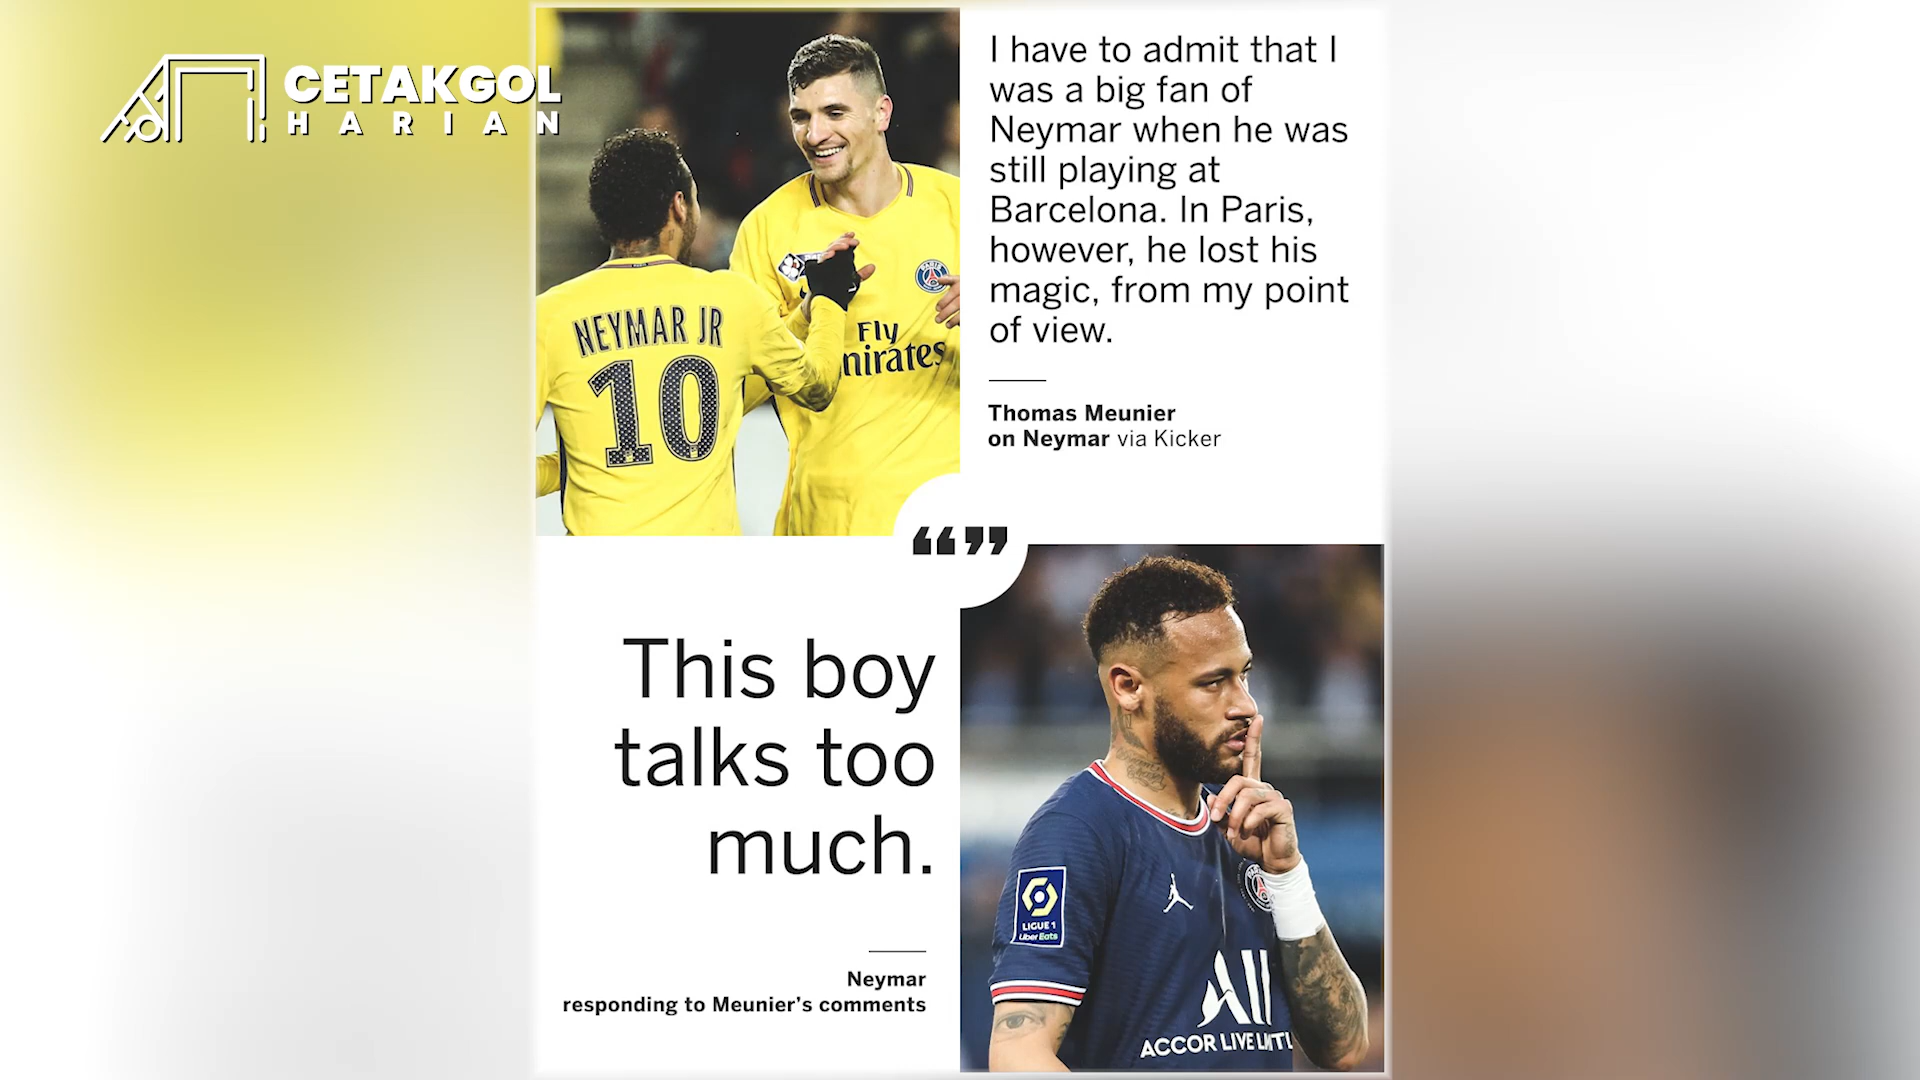 CETAKGOL
HARIAN
I have to admit that I
was a big fan of
Neymar when he was
still playing at
Barcelona. In Paris,
however, he lost his
magic, from my point
of view.
Thomas Meunier
on Neymar via Kicker
NEYMAR JR
10
Fly
mirates
PARIS
❝❞
This boy
talks too
much.
Neymar
responding to Meunier's comments
LIGUE 1
Uber Eats
ALL
ACCOR LIVE LIMITL